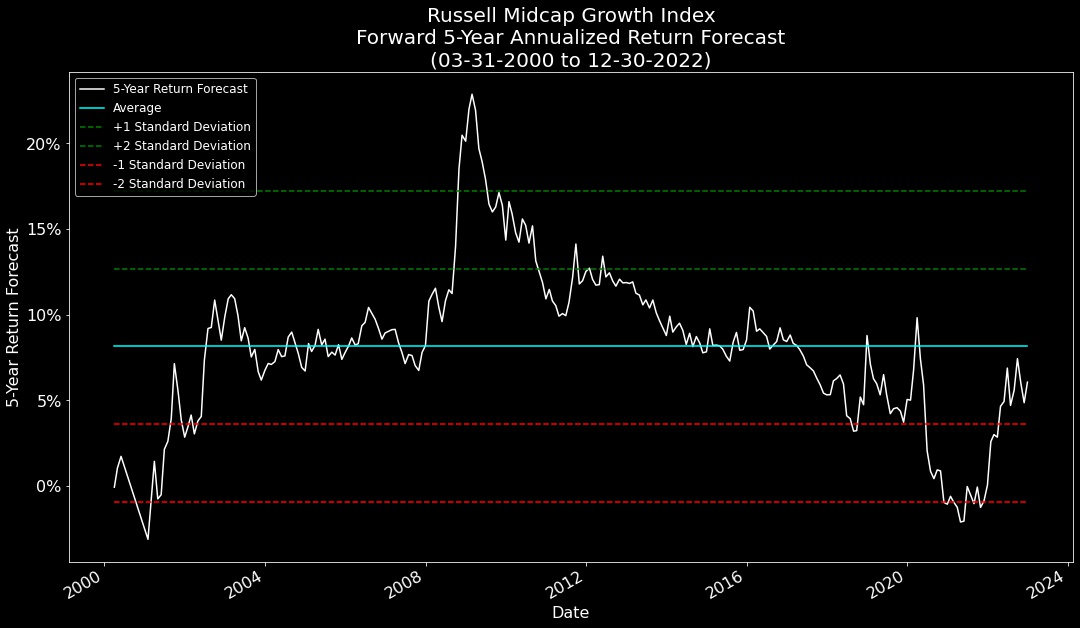 Russell Midcap Growth Index
Forward 5-Year Annualized Return Forecast
(03-31-2000 to 12-30-2022)
5-Year Return Forecast
Average
+1 Standard Deviation
+2 Standard Deviation
-1 Standard Deviation
-2 Standard Deviation
5-Year Return Forecast
20%
15%
10%
5%
0%
2000
2004
2008
2012
2016
2020
2024
Date